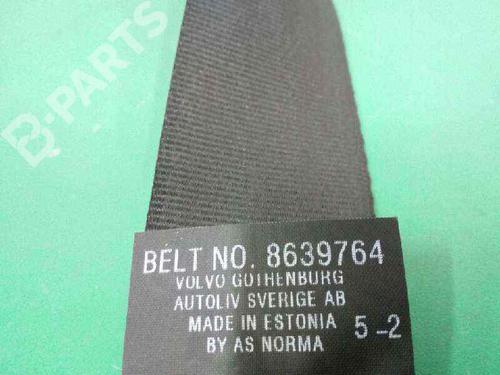 B-PARTS
BELT NO. 8639764
VOLVO GOTHENBURG
AUTOLIV SVERIGE AB
MADE IN ESTONIA 5-2
BY AS NORMA